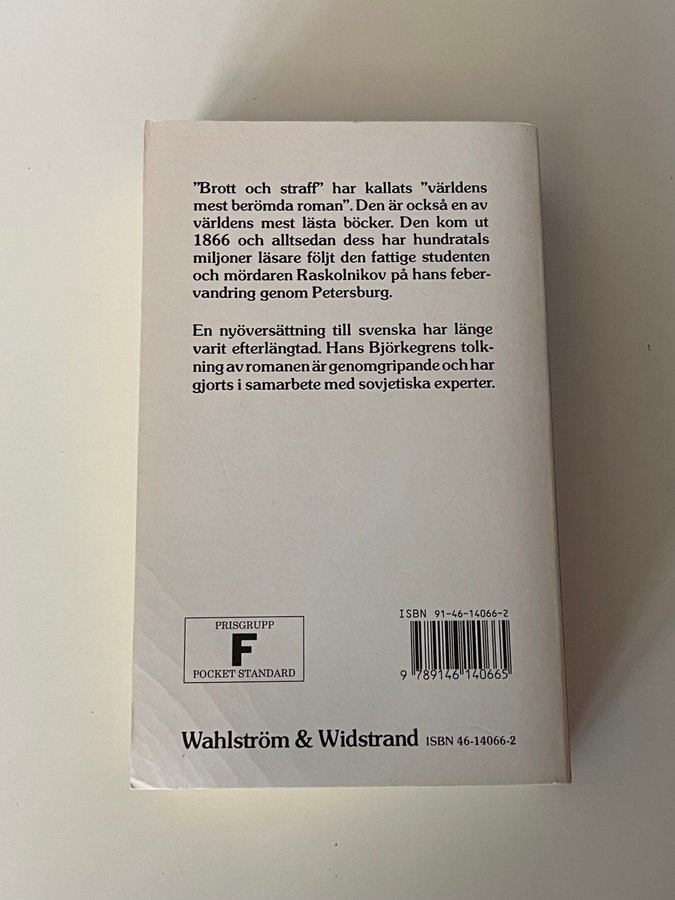 ”Brott och straff” har kallats ”världens
mest berömda roman”. Den är också en av
världens mest lästa böcker. Den kom ut
1866 och alltsedan dess har hundratals
miljoner läsare följt den fattige studenten
och mördaren Raskolnikov på hans feber-
vandring genom Petersburg.
En nyöversättning till svenska har länge
varit efterlängtad. Hans Björkegrens tolk-
ning av romanen är genomgripande och har
gjorts i samarbete med sovjetiska experter.
PRISGRUPP
F
POCKET STANDARD
ISBN 91-46-14066-2
9 789146 140665
Wahlström & Widstrand ISBN 46-14066-2